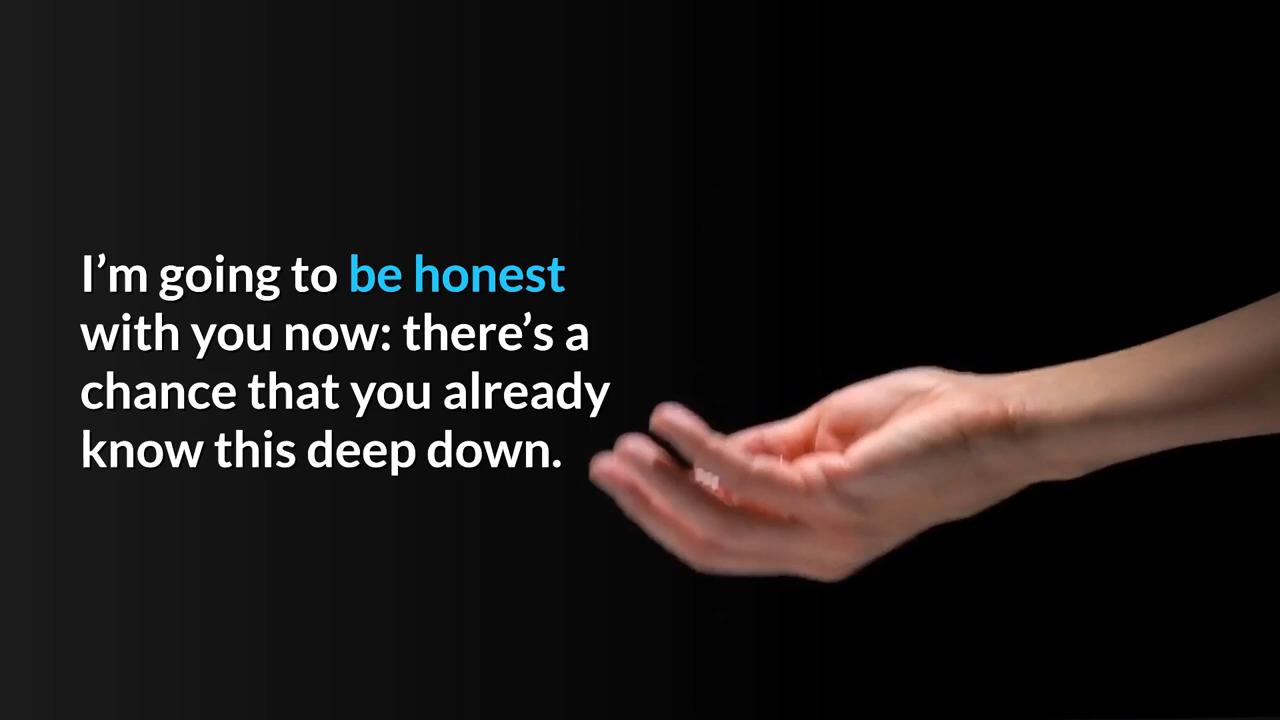 I’m going to be honest
with you now: there’s a
chance that you already
know this deep down.